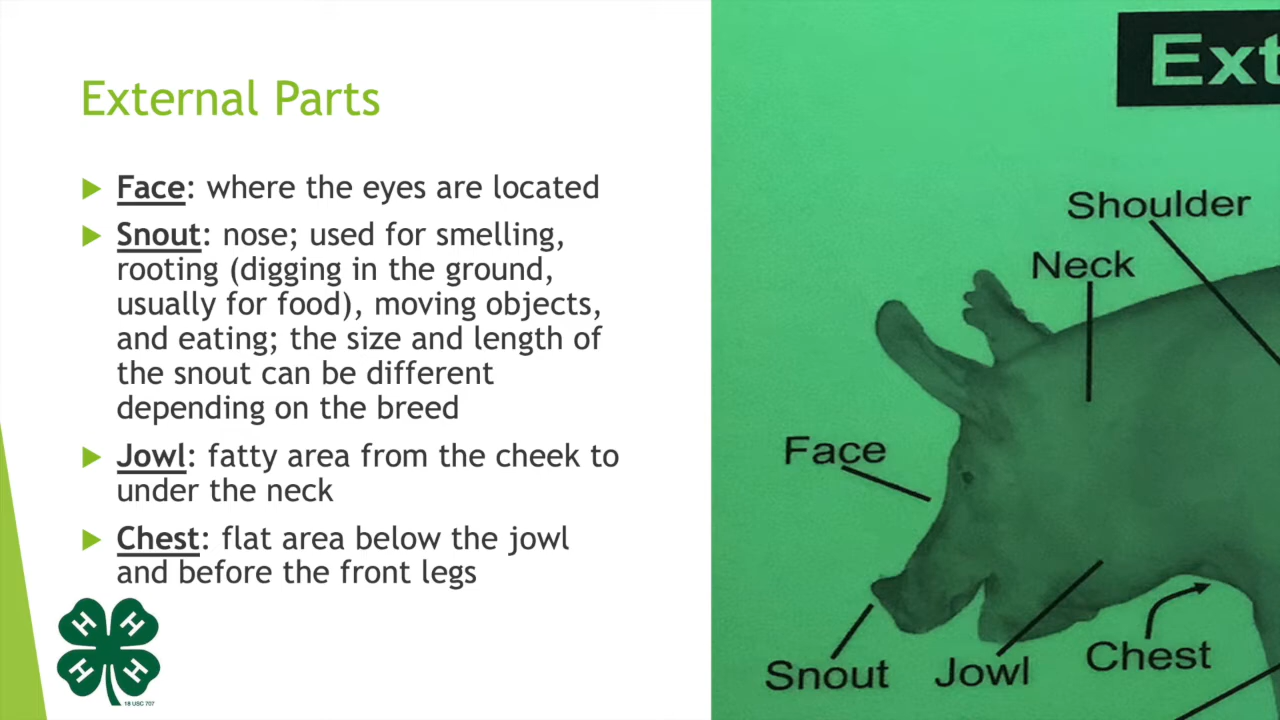 External Parts
Face: where the eyes are located
Snout: nose; used for smelling,
rooting (digging in the ground,
usually for food), moving objects,
and eating; the size and length of
the snout can be different
depending on the breed
Jowl: fatty area from the cheek to
under the neck
Chest: flat area below the jowl
and before the front legs
H H
H H
18 USC 707
Ext
Shoulder
Neck
Face
Snout
Jowl
Chest